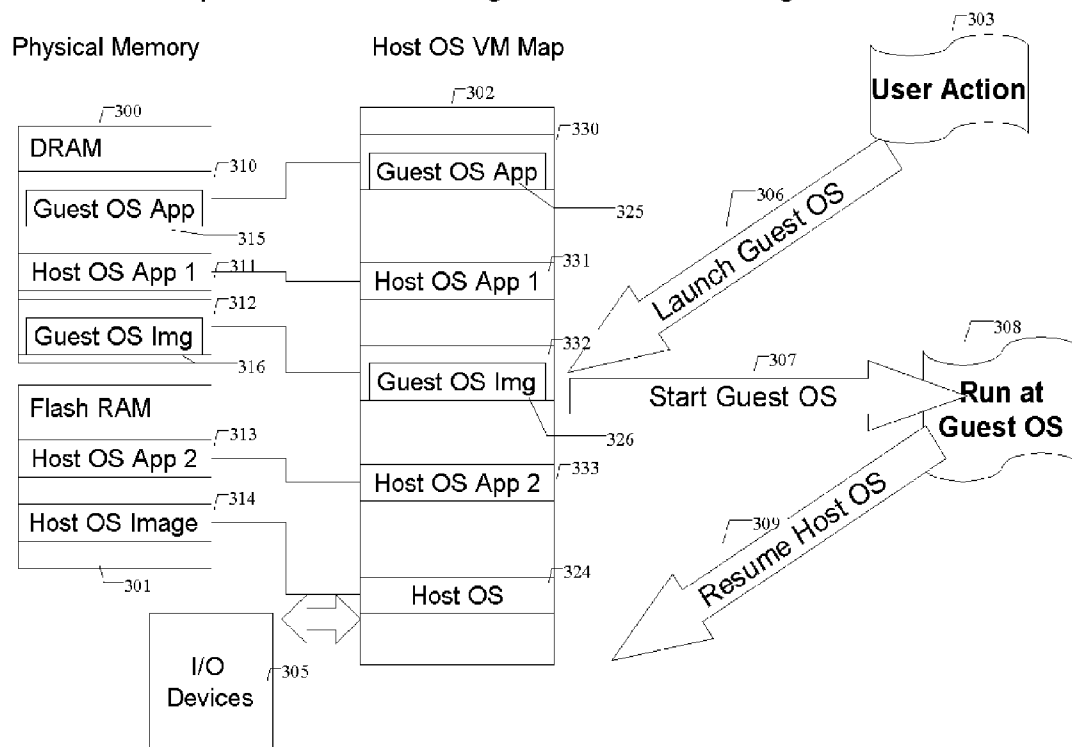 303
Physical Memory
Host OS VM Map
User Action
302
300
330
DRAM
310
Guest OS App
Guest OS App
306
325
315
Launch Guest OS
331
Host OS App 1
311
Host OS App 1
312
332
308
Guest OS Img
307
316
Guest OS Img
Start Guest OS
Run at
Guest OS
Flash RAM
326
313
333
Host OS App 2
Host OS App 2
314
309
Resume Host OS
Host OS Image
324
301
Host OS
I/O
Devices
305